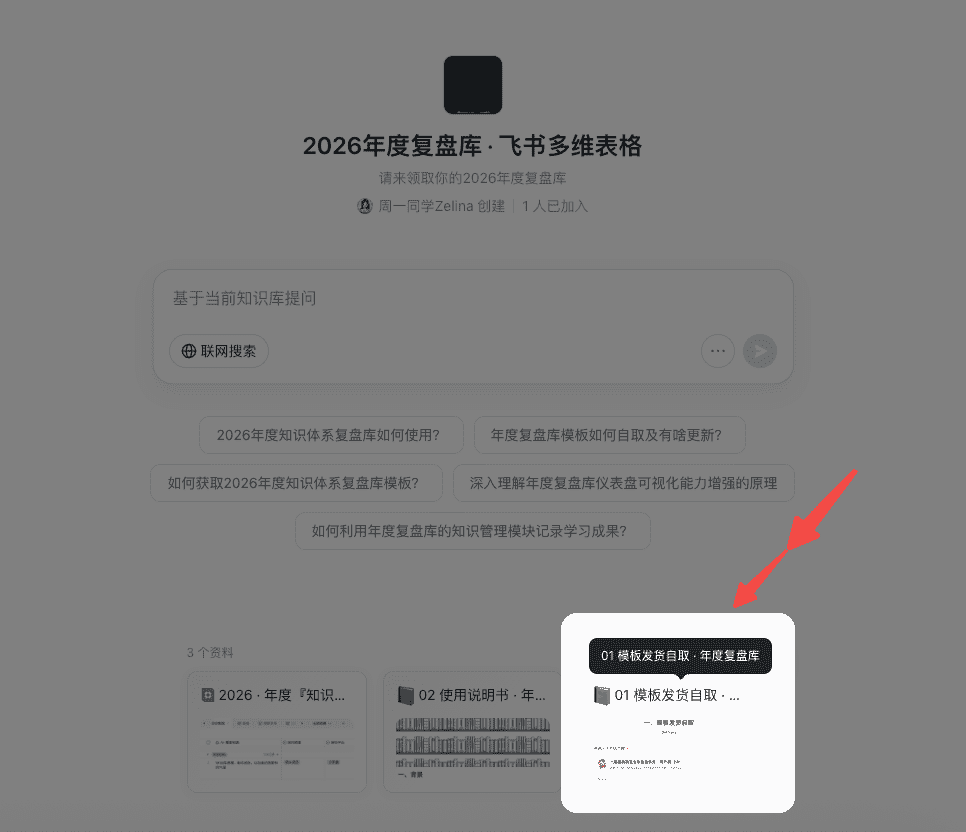 2026年度复盘库 · 飞书多维表格
请来领取你的2026年度复盘库
周一同学Zelina 创建 | 1 人已加入
基于当前知识库提问
联网搜索
2026年度知识体系复盘库如何使用?
年度复盘库模板如何自取及有啥更新?
如何获取2026年度知识体系复盘库模板?
深入理解年度复盘库仪表盘可视化能力增强的原理
如何利用年度复盘库的知识管理模块记录学习成果?
3 个资料
01 模板发货自取 · 年度复盘库
2026 · 年度『知识...
02 使用说明书 · 年...
01 模板发货自取 · ...
一、背景